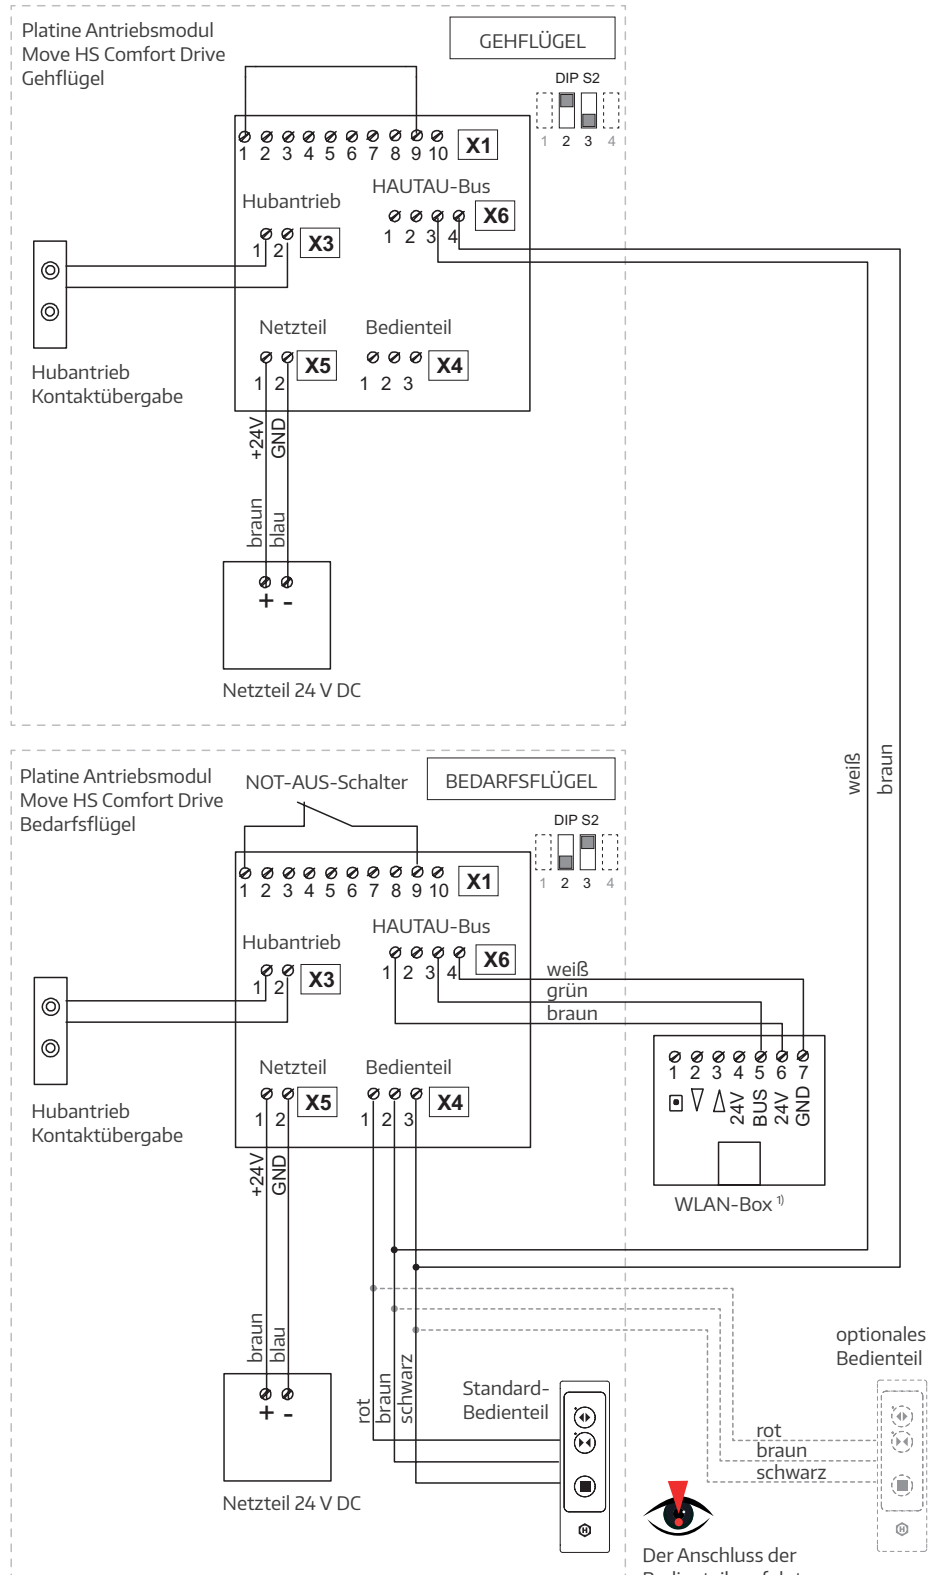 Platine Antriebsmodul
Move HS Comfort Drive
Gehflügel
GEHFLÜGEL
DIP S2
1 2 3 4
1 2 3 4 5 6 7 8 9 10 X1
HAUTAU-Bus
Hubantrieb
X6
1 2 3 4
1 2 X3
Netzteil Bedienteil
X5 X4
1 2 1 2 3
Hubantrieb
Kontaktübergabe
+24V
GND
braun
blau
+ -
Netzteil 24 V DC
weiß
braun
Platine Antriebsmodul
Move HS Comfort Drive
Bedarfsflügel
NOT-AUS-Schalter
BEDARFSFLÜGEL
DIP S2
1 2 3 4
1 2 3 4 5 6 7 8 9 10 X1
HAUTAU-Bus
Hubantrieb
X6
1 2 3 4
1 2 X3
weiß
grün
braun
1 2 3 4 5 6 7
24V
BUS
24V
GND
WLAN-Box 1)
Netzteil Bedienteil
X5 X4
1 2 1 2 3
Hubantrieb
Kontaktübergabe
+24V
GND
braun
blau
+ -
Netzteil 24 V DC
rot
braun
schwarz
Standard-
Bedienteil
H
optionales
Bedienteil
rot
braun
schwarz
H
Der Anschluss der